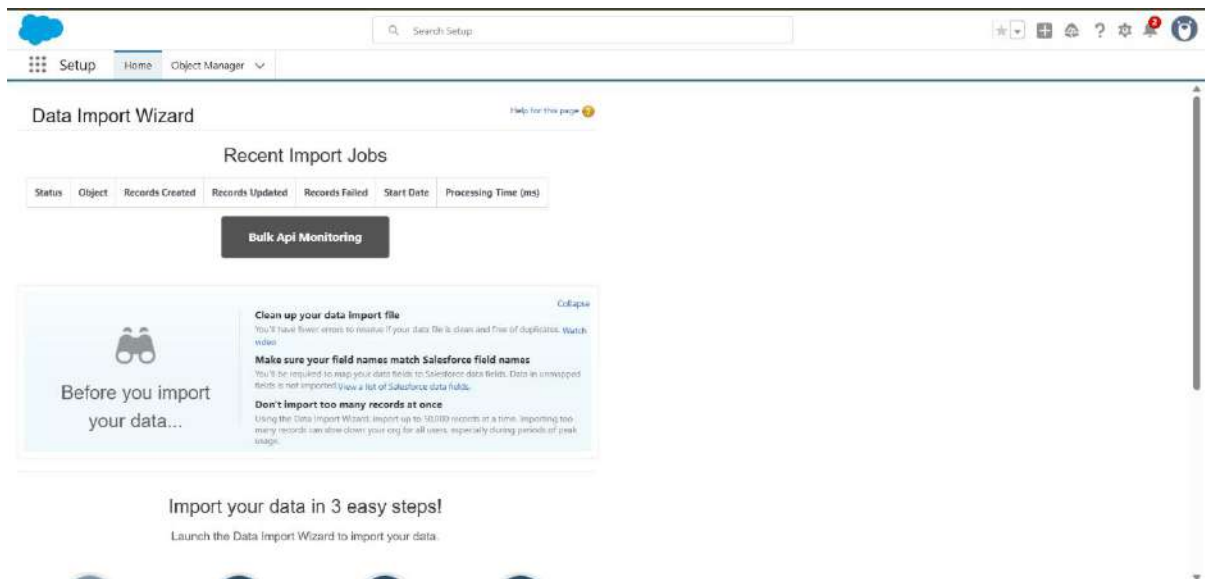 Search Setup
2
Setup Home Object Manager
Data Import Wizard
Help for this page
Recent Import Jobs
Status Object Records Created Records Updated Records Failed Start Date Processing Time (ms)
Bulk Api Monitoring
Collapse
Before you import
your data...
Clean up your data import file
You'll have fewer errors to resolve if your data file is clean and free of duplicates. Watch
video
Make sure your field names match Salesforce field names
You'll be required to map your data fields to Salesforce data fields. Data in unmapped
fields is not imported View a list of Salesforce data fields.
Don't import too many records at once
Using the Data Import Wizard, import up to 50,000 records at a time. Importing too
many records can slow down your org for all users, especially during periods of peak
usage.
Import your data in 3 easy steps!
Launch the Data Import Wizard to import your data.